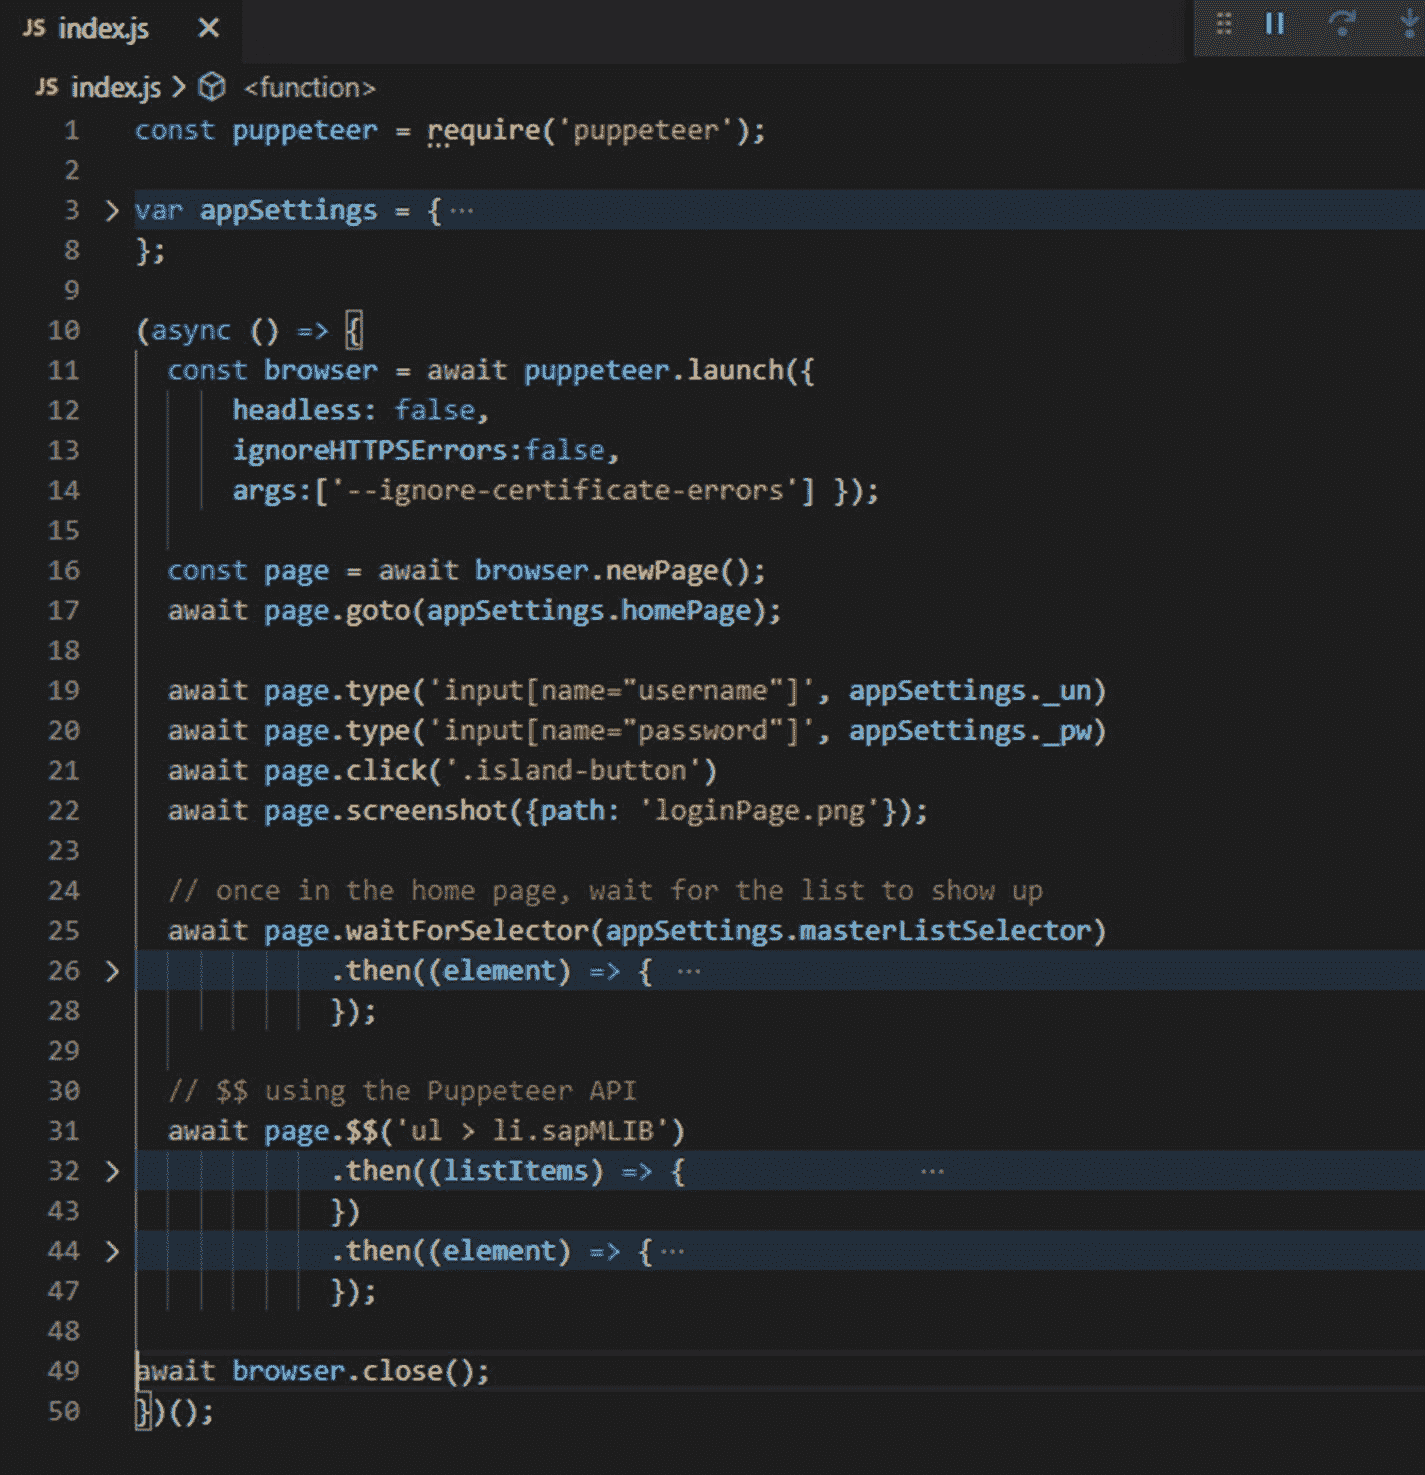 JS index.js ×
JS index.js > <function>
1 const puppeteer = require('puppeteer');
2
3 > var appSettings = { ···
8 };
9
10 (async () => {
11 const browser = await puppeteer.launch({
12 headless: false,
13 ignoreHTTPSErrors:false,
14 args:['--ignore-certificate-errors'] });
15
16 const page = await browser.newPage();
17 await page.goto(appSettings.homePage);
18
19 await page.type('input[name="username"]', appSettings._un)
20 await page.type('input[name="password"]', appSettings._pw)
21 await page.click('.island-button')
22 await page.screenshot({path: 'loginPage.png'});
23
24 // once in the home page, wait for the list to show up
25 await page.waitForSelector(appSettings.masterListSelector)
26 > .then((element) => { ···
28 });
29
30 // $$ using the Puppeteer API
31 await page.$$('ul > li.sapMLIB')
32 > .then((listItems) => { ···
43 })
44 > .then((element) => { ···
47 });
48
49 await browser.close();
50 })();